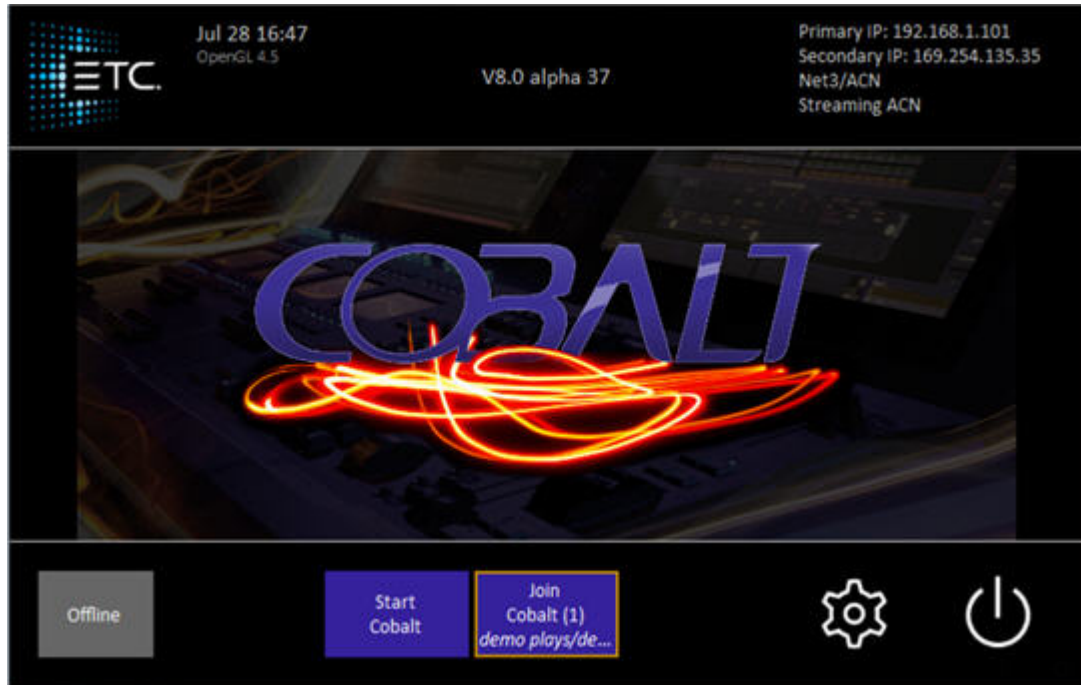 ETC.
Jul 28 16:47
OpenGL 4.5
V8.0 alpha 37
Primary IP: 192.168.1.101
Secondary IP: 169.254.135.35
Net3/ACN
Streaming ACN
COBALT
Offline
Start
Cobalt
Join
Cobalt (1)
demo plays/de...